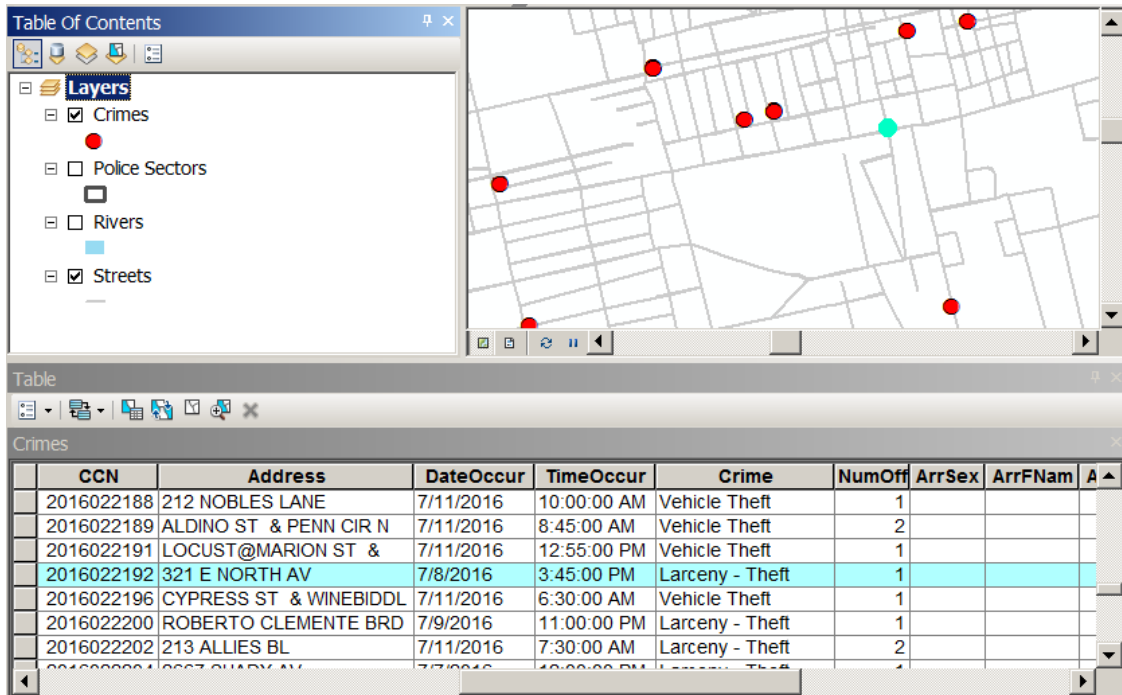 Table Of Contents
Layers
Crimes
Police Sectors
Rivers
Streets
Table
Crimes
CCN Address DateOccur TimeOccur Crime NumOff ArrSex ArrFNam A
2016022188 212 NOBLES LANE 7/11/2016 10:00:00 AM Vehicle Theft 1
2016022189 ALDINO ST & PENN CIR N 7/11/2016 8:45:00 AM Vehicle Theft 2
2016022191 LOCUST@MARION ST & 7/11/2016 12:55:00 PM Vehicle Theft 1
2016022192 321 E NORTH AV 7/8/2016 3:45:00 PM Larceny - Theft 1
2016022196 CYPRESS ST & WINEBIDDL 7/11/2016 6:30:00 AM Vehicle Theft 1
2016022200 ROBERTO CLEMENTE BRD 7/9/2016 11:00:00 PM Larceny - Theft 1
2016022202 213 ALLIES BL 7/11/2016 7:30:00 AM Larceny - Theft 2